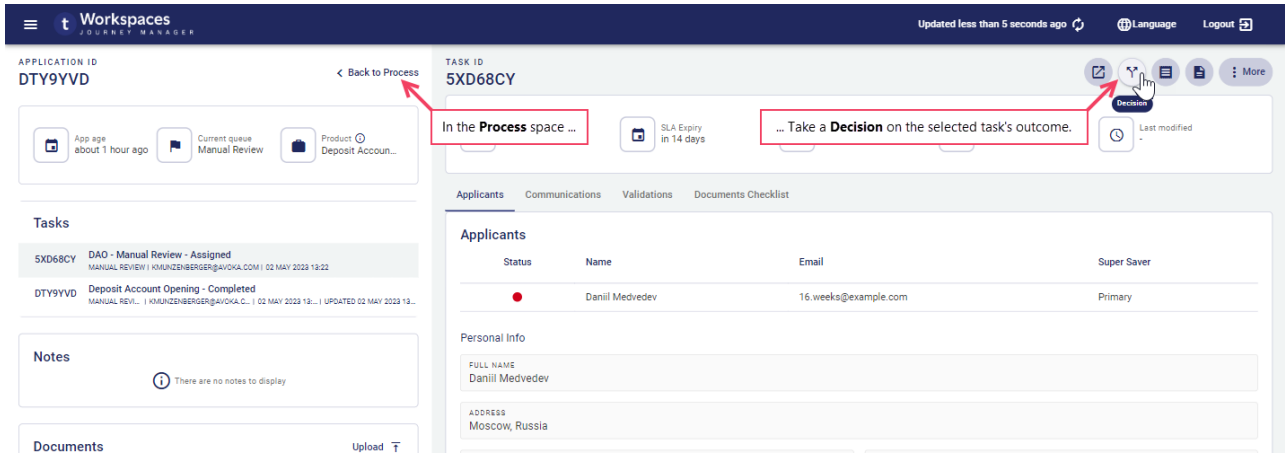 t Workspaces
JOURNEY MANAGER
Updated less than 5 seconds ago
Language
Logout
APPLICATION ID
DTY9YVD
Back to Process
TASK ID
5XD68CY
More
Decision
In the Process space ...
... Take a Decision on the selected task's outcome.
App age
about 1 hour ago
Current queue
Manual Review
Product
Deposit Accoun...
SLA Expiry
in 14 days
Last modified
-
Tasks
5XD68CY
DAO - Manual Review - Assigned
MANUAL REVIEW | KMUNZENBERGER@AVOKA.COM | 02 MAY 2023 13:22
DTY9YVD
Deposit Account Opening - Completed
MANUAL REVI... | KMUNZENBERGER@AVOKA.C... | 02 MAY 2023 13:... | UPDATED 02 MAY 2023 13...
Notes
There are no notes to display
Documents
Upload
Applicants
Communications
Validations
Documents Checklist
Applicants
Status
Name
Email
Super Saver
Daniil Medvedev
16.weeks@example.com
Primary
Personal Info
FULL NAME
Daniil Medvedev
ADDRESS
Moscow, Russia